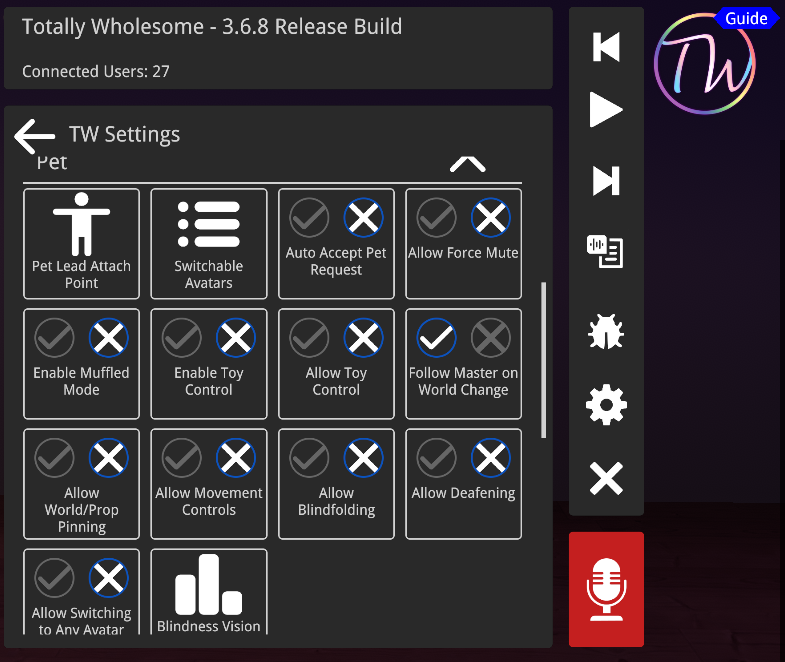 Totally Wholesome - 3.6.8 Release Build
Guide
Connected Users: 27
TW
TW Settings
Pet
Pet Lead Attach
Point
Switchable
Avatars
Auto Accept Pet
Request
Allow Force Mute
Enable Muffled
Mode
Enable Toy
Control
Allow Toy
Control
Follow Master on
World Change
Allow
World/Prop
Pinning
Allow Movement
Controls
Allow
Blindfolding
Allow Deafening
Allow Switching
to Any Avatar
Blindness Vision